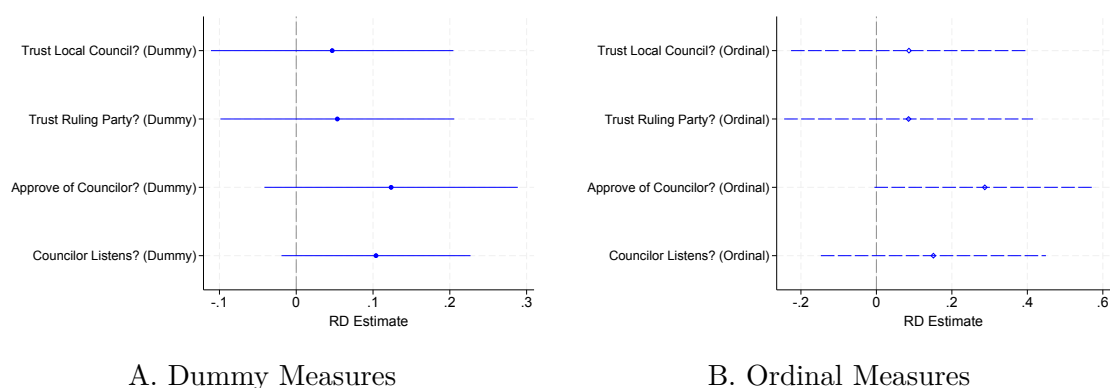 Trust Local Council? (Dummy)
Trust Ruling Party? (Dummy)
Approve of Councilor? (Dummy)
Councilor Listens? (Dummy)
-.1 0 .1 .2 .3
RD Estimate
A. Dummy Measures
Trust Local Council? (Ordinal)
Trust Ruling Party? (Ordinal)
Approve of Councilor? (Ordinal)
Councilor Listens? (Ordinal)
-.2 0 .2 .4 .6
RD Estimate
B. Ordinal Measures